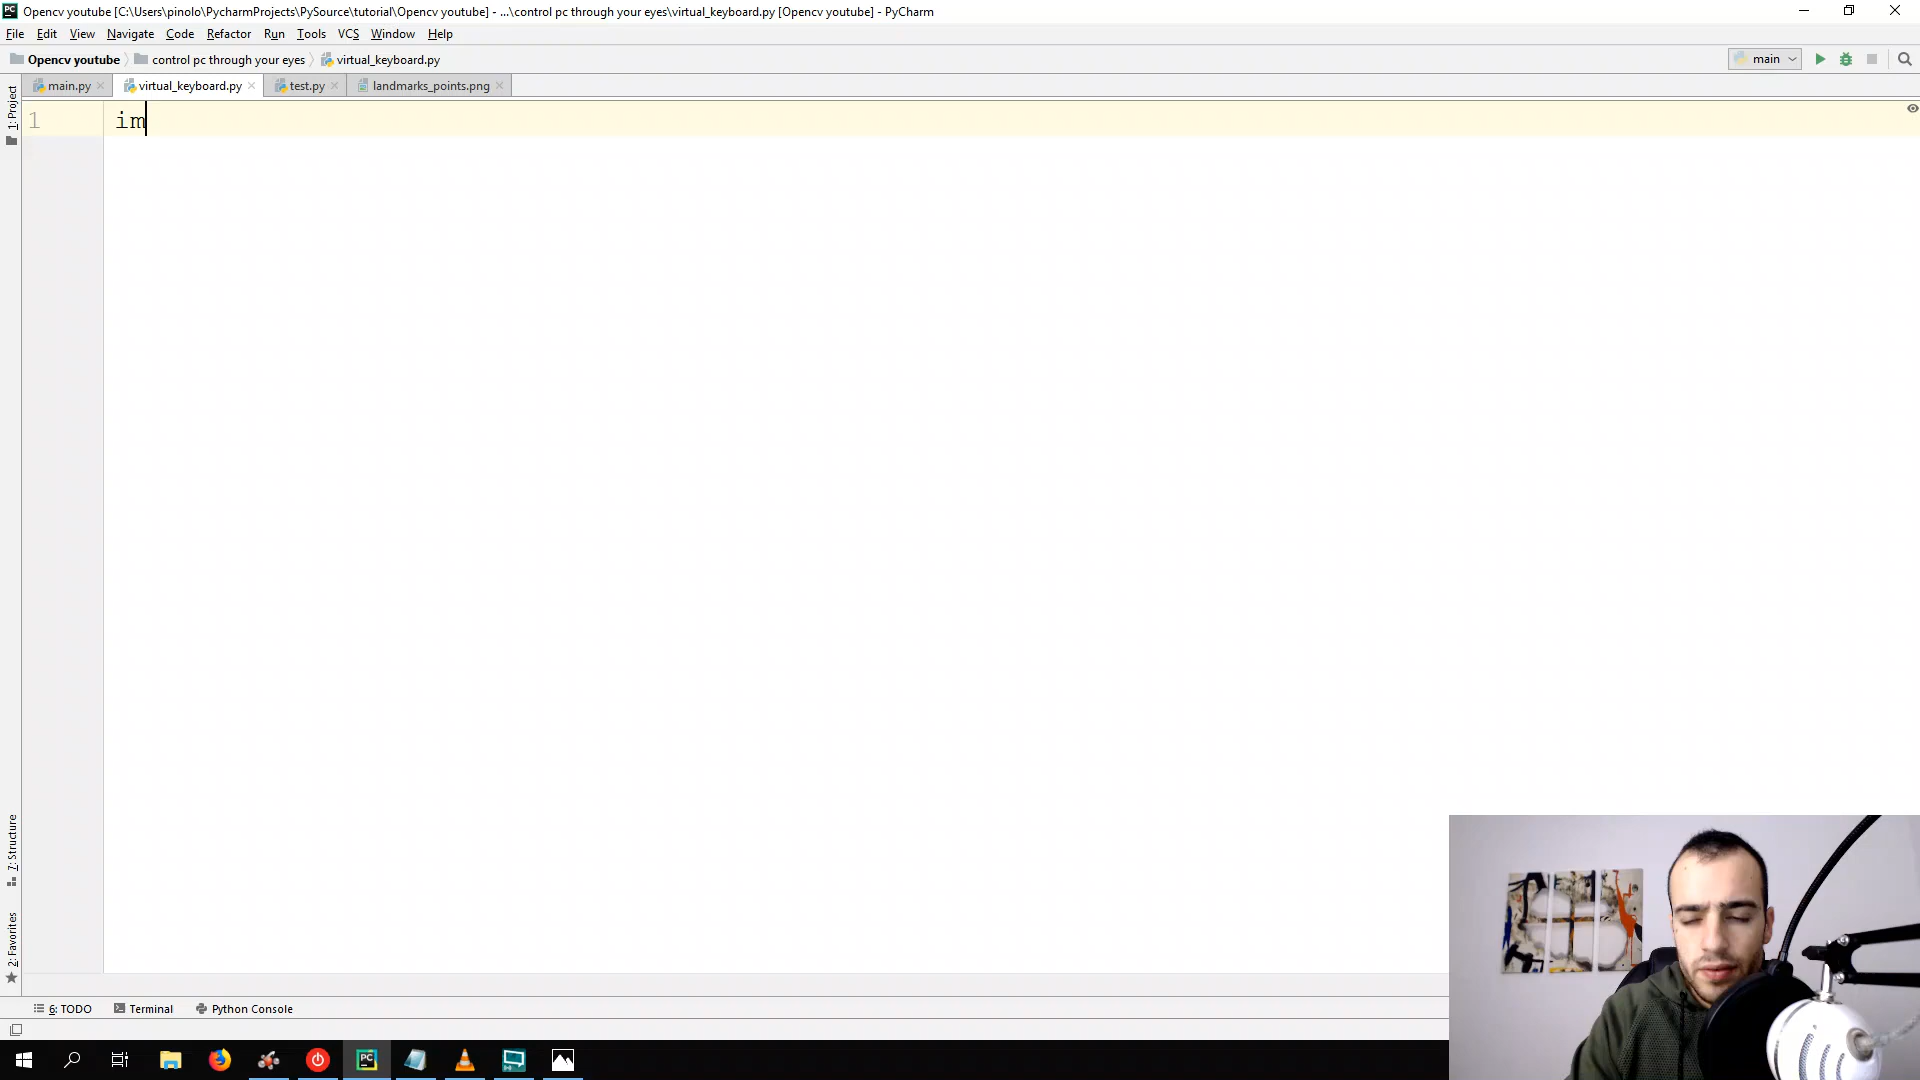 Opencv youtube [C:\Users\pinolo\PycharmProjects\PySource\tutorial\Opencv youtube] - ...\control pc through your eyes\virtual_keyboard.py [Opencv youtube] - PyCharm
File Edit View Navigate Code Refactor Run Tools VCS Window Help
Opencv youtube control pc through your eyes virtual_keyboard.py main
main.py virtual_keyboard.py test.py landmarks_points.png
1: Project
1 im
7: Structure
2: Favorites
6: TODO Terminal Python Console
PC